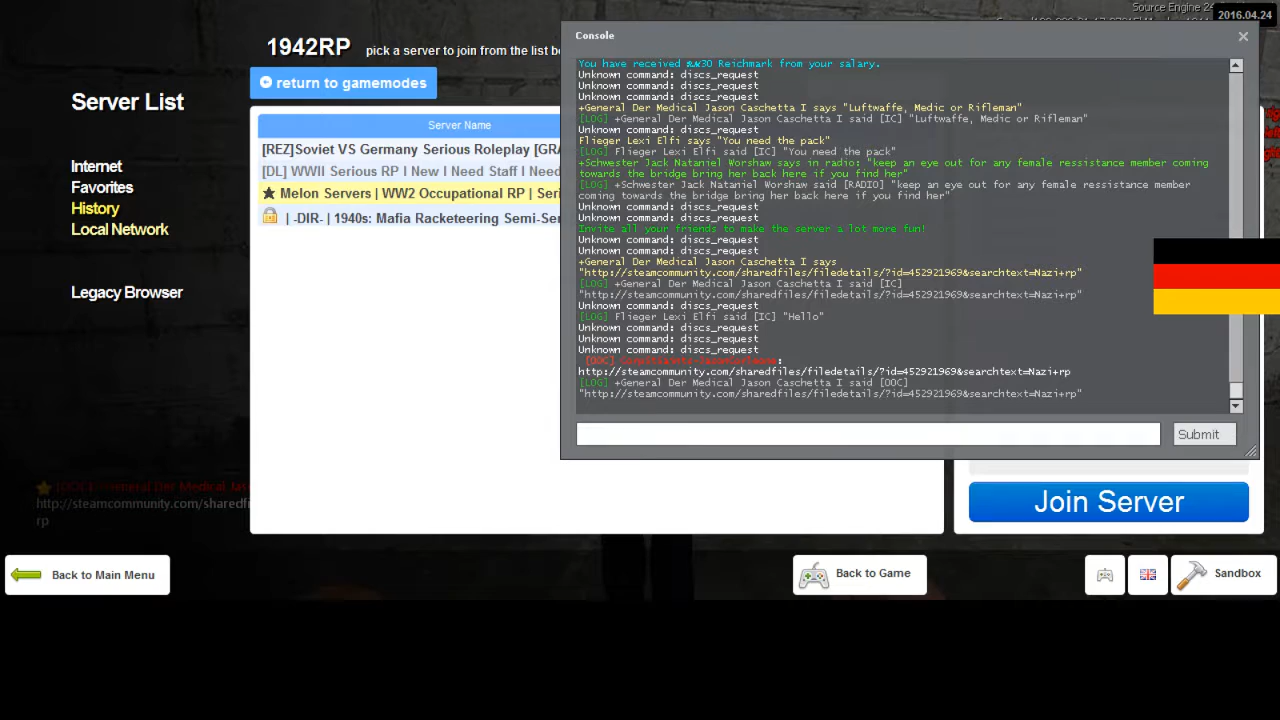 Source Engine 24
2016.04.24
1942RP pick a server to join from the list be
return to gamemodes
Server List
Internet
Favorites
History
Local Network
Legacy Browser
Server Name
[REZ]Soviet VS Germany Serious Roleplay [GRA
[DL] WWII Serious RP I New I Need Staff I Need
Melon Servers | WW2 Occupational RP | Seri
| -DIR- | 1940s: Mafia Racketeering Semi-Ser
Console
You have received 30 Reichmark from your salary.
Unknown command: discs_request
Unknown command: discs_request
Unknown command: discs_request
+General Der Medical Jason Caschetta I says "Luftwaffe, Medic or Rifleman"
[LOG] +General Der Medical Jason Caschetta I said [IC] "Luftwaffe, Medic or Rifleman"
Unknown command: discs_request
Flieger Lexi Elfi says "You need the pack"
[LOG] Flieger Lexi Elfi said [IC] "You need the pack"
+Schwester Jack Nataniel Worshaw says in radio: "keep an eye out for any female ressistance member coming
towards the bridge bring her back here if you find her"
[LOG] +Schwester Jack Nataniel Worshaw said [RADIO] "keep an eye out for any female ressistance member
coming towards the bridge bring her back here if you find her"
Unknown command: discs_request
Unknown command: discs_request
Invite all your friends to make the server a lot more fun!
Unknown command: discs_request
Unknown command: discs_request
+General Der Medical Jason Caschetta I says
"http://steamcommunity.com/sharedfiles/filedetails/?id=452921969&searchtext=Nazi+rp"
[LOG] +General Der Medical Jason Caschetta I said [IC]
"http://steamcommunity.com/sharedfiles/filedetails/?id=452921969&searchtext=Nazi+rp"
Unknown command: discs_request
[LOG] Flieger Lexi Elfi said [IC] "Hello"
Unknown command: discs_request
Unknown command: discs_request
Unknown command: discs_request
[OOC]
http://steamcommunity.com/sharedfiles/filedetails/?id=452921969&searchtext=Nazi+rp
[LOG] +General Der Medical Jason Caschetta I said [OOC]
"http://steamcommunity.com/sharedfiles/filedetails/?id=452921969&searchtext=Nazi+rp"
Submit
General Der Medical Jas
http://steamcommunity.com/sharedfi
rp
Join Server
Back to Main Menu
Back to Game
Sandbox